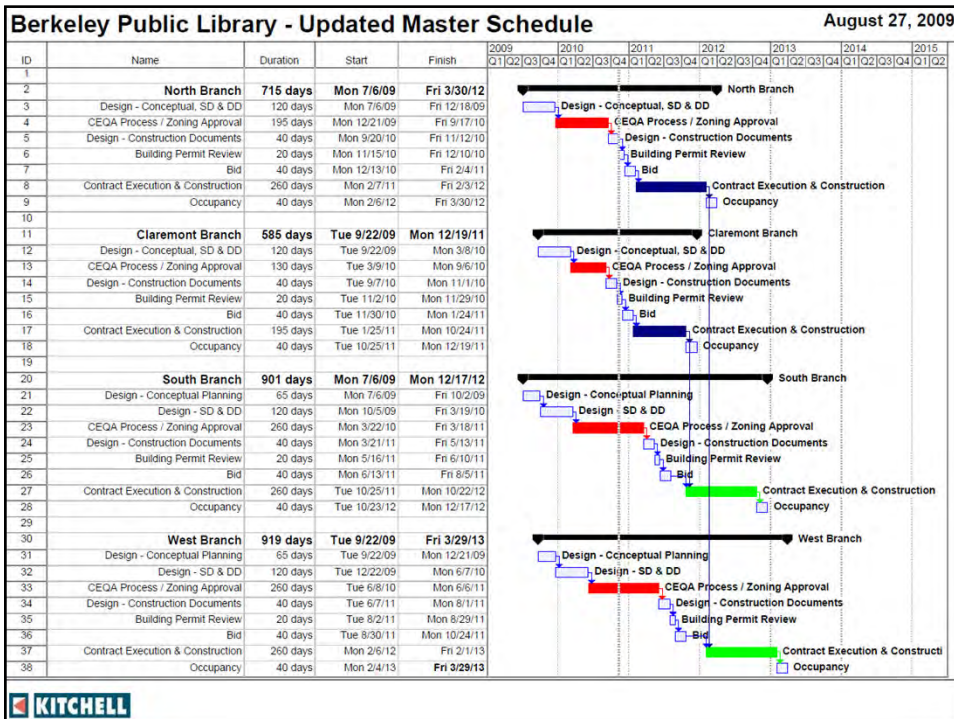 Berkeley Public Library - Updated Master Schedule August 27, 2009
2009 2010 2011 2012 2013 2014 2015
ID Name Duration Start Finish Q1 Q2 Q3 Q4 Q1 Q2 Q3 Q4 Q1 Q2 Q3 Q4 Q1 Q2 Q3 Q4 Q1 Q2 Q3 Q4 Q1 Q2 Q3 Q4 Q1 Q2
1
2 North Branch 715 days Mon 7/6/09 Fri 3/30/12 North Branch
3 Design - Conceptual, SD & DD 120 days Mon 7/6/09 Fri 12/18/09 Design - Conceptual, SD & DD
4 CEQA Process / Zoning Approval 195 days Mon 12/21/09 Fri 9/17/10 CEQA Process / Zoning Approval
5 Design - Construction Documents 40 days Mon 9/20/10 Fri 11/12/10 Design - Construction Documents
6 Building Permit Review 20 days Mon 11/15/10 Fri 12/10/10 Building Permit Review
7 Bid 40 days Mon 12/13/10 Fri 2/4/11 Bid
8 Contract Execution & Construction 260 days Mon 2/7/11 Fri 2/3/12 Contract Execution & Construction
9 Occupancy 40 days Mon 2/6/12 Fri 3/30/12 Occupancy
10
11 Claremont Branch 585 days Tue 9/22/09 Mon 12/19/11 Claremont Branch
12 Design - Conceptual, SD & DD 120 days Tue 9/22/09 Mon 3/8/10 Design - Conceptual, SD & DD
13 CEQA Process / Zoning Approval 130 days Tue 3/9/10 Mon 9/6/10 CEQA Process / Zoning Approval
14 Design - Construction Documents 40 days Tue 9/7/10 Mon 11/1/10 Design - Construction Documents
15 Building Permit Review 20 days Tue 11/2/10 Mon 11/29/10 Building Permit Review
16 Bid 40 days Tue 11/30/10 Mon 1/24/11 Bid
17 Contract Execution & Construction 195 days Tue 1/25/11 Mon 10/24/11 Contract Execution & Construction
18 Occupancy 40 days Tue 10/25/11 Mon 12/19/11 Occupancy
19
20 South Branch 901 days Mon 7/6/09 Mon 12/17/12 South Branch
21 Design - Conceptual Planning 65 days Mon 7/6/09 Fri 10/2/09 Design - Conceptual Planning
22 Design - SD & DD 120 days Mon 10/5/09 Fri 3/19/10 Design - SD & DD
23 CEQA Process / Zoning Approval 260 days Mon 3/22/10 Fri 3/18/11 CEQA Process / Zoning Approval
24 Design - Construction Documents 40 days Mon 3/21/11 Fri 5/13/11 Design - Construction Documents
25 Building Permit Review 20 days Mon 5/16/11 Fri 6/10/11 Building Permit Review
26 Bid 40 days Mon 6/13/11 Fri 8/5/11 Bid
27 Contract Execution & Construction 260 days Tue 10/25/11 Mon 10/22/12 Contract Execution & Construction
28 Occupancy 40 days Tue 10/23/12 Mon 12/17/12 Occupancy
29
30 West Branch 919 days Tue 9/22/09 Fri 3/29/13 West Branch
31 Design - Conceptual Planning 65 days Tue 9/22/09 Mon 12/21/09 Design - Conceptual Planning
32 Design - SD & DD 120 days Tue 12/22/09 Mon 6/7/10 Design - SD & DD
33 CEQA Process / Zoning Approval 260 days Tue 6/8/10 Mon 6/6/11 CEQA Process / Zoning Approval
34 Design - Construction Documents 40 days Tue 6/7/11 Mon 8/1/11 Design - Construction Documents
35 Building Permit Review 20 days Tue 8/2/11 Mon 8/29/11 Building Permit Review
36 Bid 40 days Tue 8/30/11 Mon 10/24/11 Bid
37 Contract Execution & Construction 260 days Mon 2/6/12 Fri 2/1/13 Contract Execution & Constructi
38 Occupancy 40 days Mon 2/4/13 Fri 3/29/13 Occupancy
KITCHELL